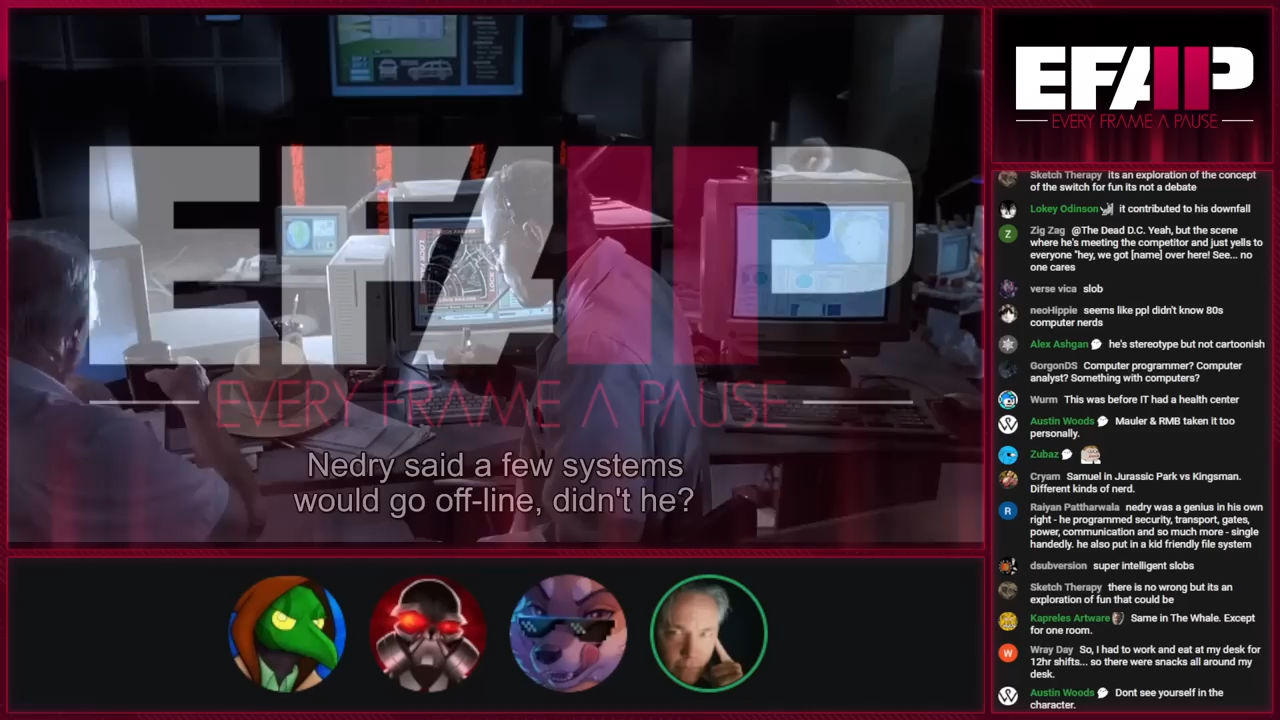 EFAP
EVERY FRAME A PAUSE
Nedry said a few systems
would go off-line, didn't he?
EFAP
EVERY FRAME A PAUSE
Sketch Therapy its an exploration of the concept
of the switch for fun its not a debate
Lokey Odinson it contributed to his downfall
Z
Zig Zag @The Dead D.C. Yeah, but the scene
where he's meeting the competitor and just yells to
everyone "hey, we got [name] over here! See... no
one cares
verse vica slob
neoHippie seems like ppl didn't know 80s
computer nerds
Alex Ashgan he's stereotype but not cartoonish
GorgonDS Computer programmer? Computer
analyst? Something with computers?
Wurm This was before IT had a health center
Austin Woods Mauler & RMB taken it too
personally.
Zubaz
Cryam Samuel in Jurassic Park vs Kingsman.
Different kinds of nerd.
R
Raiyan Pattharwala nedry was a genius in his own
right - he programmed security, transport, gates,
power, communication and so much more - single
handedly. he also put in a kid friendly file system
dsubversion super intelligent slobs
Sketch Therapy there is no wrong but its an
exploration of fun that could be
Kapreles Artware Same in The Whale. Except
for one room.
W
Wray Day So, I had to work and eat at my desk for
12hr shifts... so there were snacks all around my
desk.
Austin Woods Dont see yourself in the
character.